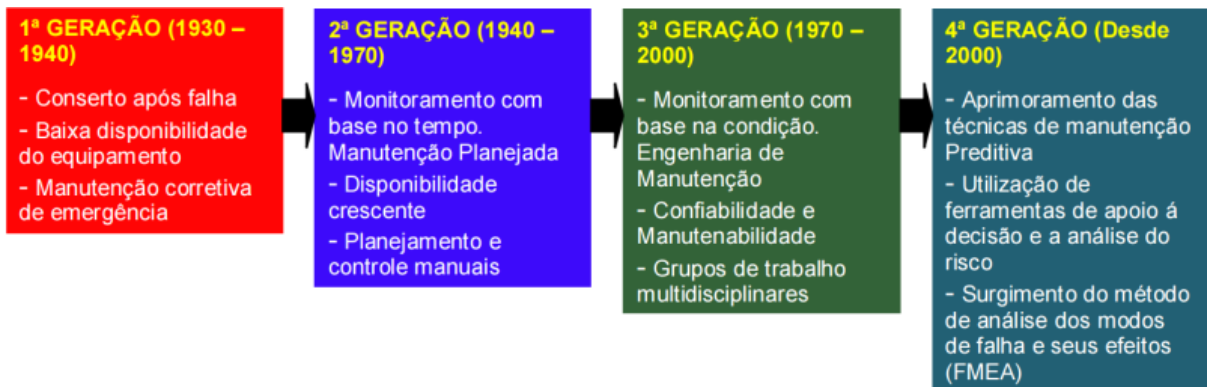 1ª GERAÇÃO (1930 –
1940)
- Conserto após falha
- Baixa disponibilidade
do equipamento
- Manutenção corretiva
de emergência
2ª GERAÇÃO (1940 –
1970)
- Monitoramento com
base no tempo.
Manutenção Planejada
- Disponibilidade
crescente
- Planejamento e
controle manuais
3ª GERAÇÃO (1970 –
2000)
- Monitoramento com
base na condição.
Engenharia de
Manutenção
- Confiabilidade e
Manutenabilidade
- Grupos de trabalho
multidisciplinares
4ª GERAÇÃO (Desde
2000)
- Aprimoramento das
técnicas de manutenção
Preditiva
- Utilização de
ferramentas de apoio á
decisão e a análise do
risco
- Surgimento do método
de análise dos modos
de falha e seus efeitos
(FMEA)